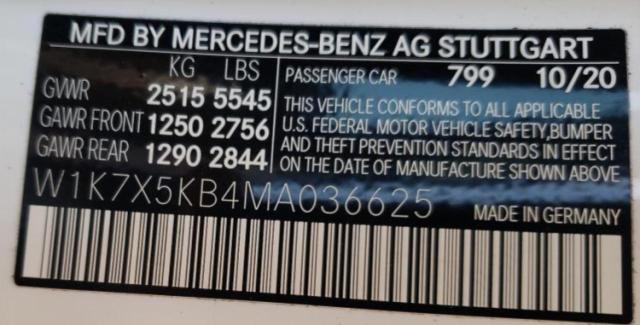 MFD BY MERCEDES-BENZ AG STUTTGART
KG LBS
GVWR 2515 5545
GAWR FRONT 1250 2756
GAWR REAR 1290 2844
PASSENGER CAR 799 10/20
THIS VEHICLE CONFORMS TO ALL APPLICABLE
U.S. FEDERAL MOTOR VEHICLE SAFETY,BUMPER
AND THEFT PREVENTION STANDARDS IN EFFECT
ON THE DATE OF MANUFACTURE SHOWN ABOVE
W1K7X5KB4MA036625 MADE IN GERMANY